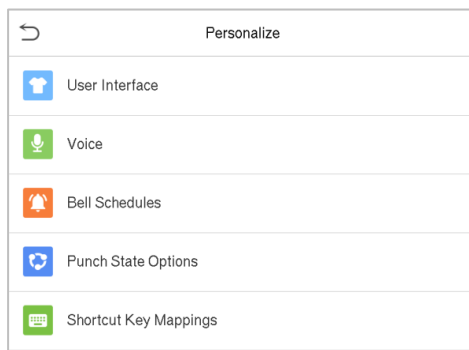 Personalize
User Interface
Voice
Bell Schedules
Punch State Options
Shortcut Key Mappings